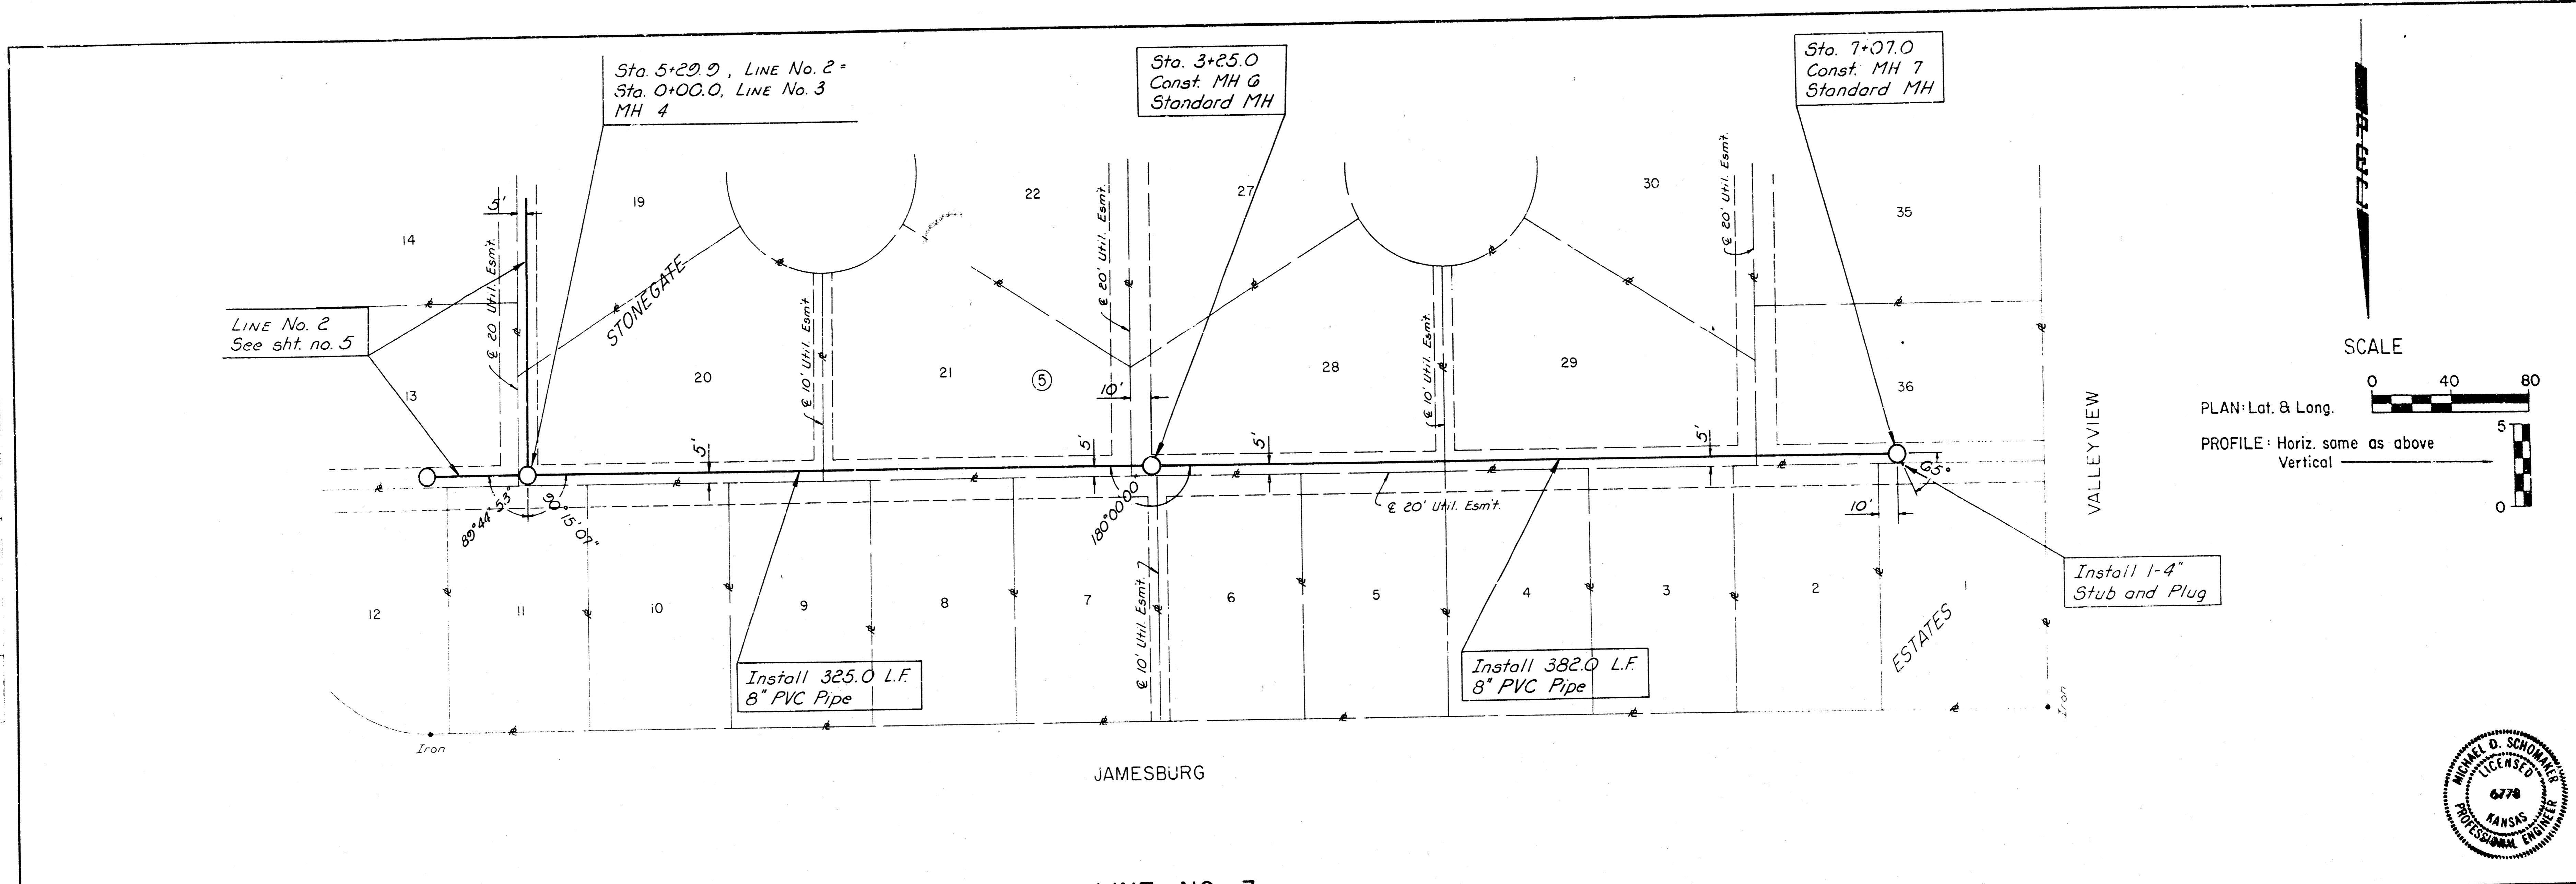 Sta. 5+29.9, LINE No. 2 =
Sta. 0+00.0, LINE No. 3
MH 4
Sta. 3+25.0
Const. MH 6
Standard MH
Sta. 7+07.0
Const. MH 7
Standard MH
14
19
22
27
30
35
5'
℄ 20' Util. Esm't.
℄ 20' Util. Esm't.
℄ 20' Util. Esm't.
STONEGATE
LINE No. 2
See sht. no. 5
13
20
℄ 10' Util. Esm't.
21
5
10'
28
℄ 10' Util. Esm't.
29
36
VALLEYVIEW
SCALE
0 40 80
PLAN: Lat. & Long.
PROFILE: Horiz. same as above
Vertical
5
0
5'
5'
5'
5'
65°
10'
89°44'53"
90°15'07"
180°00'00"
℄ 20' Util. Esm't.
℄ 10' Util. Esm't.
12
11
10
9
8
7
6
5
4
3
2
1
ESTATES
Install 1-4"
Stub and Plug
Install 325.0 L.F.
8" PVC Pipe
Install 382.0 L.F.
8" PVC Pipe
Iron
Iron
JAMESBURG
MICHAEL D. SCHOMAKER
LICENSED
6778
KANSAS
PROFESSIONAL ENGINEER